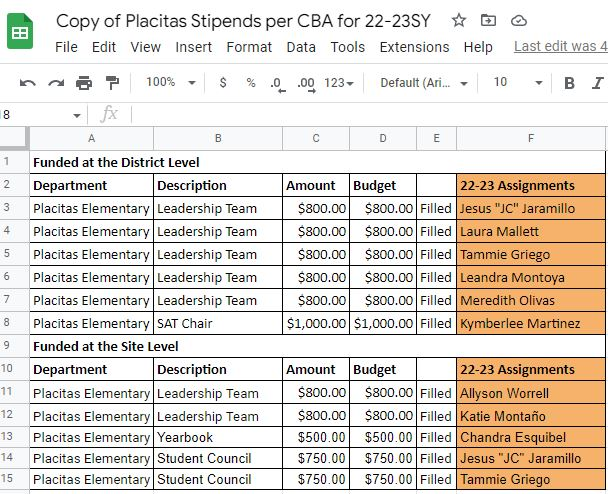 Copy of Placitas Stipends per CBA for 22-23SY
File Edit View Insert Format Data Tools Extensions Help Last edit was 4
100% $ % .0 .00 123 Default (Ari... 10 B I
fx
A B C D E F
1 Funded at the District Level
2 Department Description Amount Budget 22-23 Assignments
3 Placitas Elementary Leadership Team $800.00 $800.00 Filled Jesus "JC" Jaramillo
4 Placitas Elementary Leadership Team $800.00 $800.00 Filled Laura Mallett
5 Placitas Elementary Leadership Team $800.00 $800.00 Filled Tammie Griego
6 Placitas Elementary Leadership Team $800.00 $800.00 Filled Leandra Montoya
7 Placitas Elementary Leadership Team $800.00 $800.00 Filled Meredith Olivas
8 Placitas Elementary SAT Chair $1,000.00 $1,000.00 Filled Kymberlee Martinez
9 Funded at the Site Level
10 Department Description Amount Budget 22-23 Assignments
11 Placitas Elementary Leadership Team $800.00 $800.00 Filled Allyson Worrell
12 Placitas Elementary Leadership Team $800.00 $800.00 Filled Katie Montaño
13 Placitas Elementary Yearbook $500.00 $500.00 Filled Chandra Esquibel
14 Placitas Elementary Student Council $750.00 $750.00 Filled Jesus "JC" Jaramillo
15 Placitas Elementary Student Council $750.00 $750.00 Filled Tammie Griego